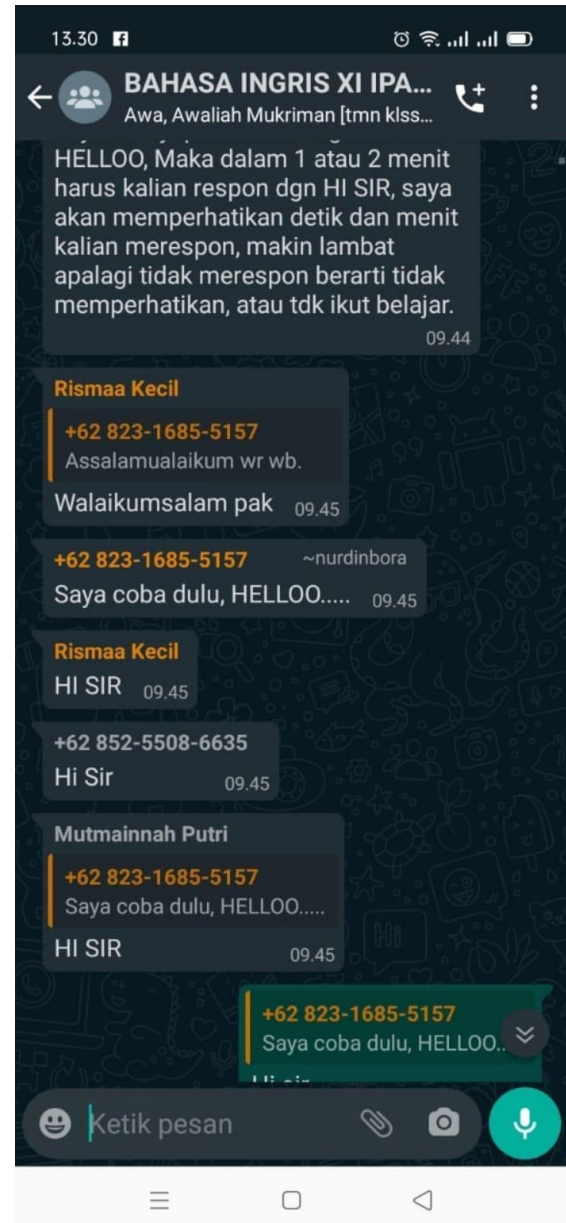 13.30
BAHASA INGRIS XI IPA...
Awa, Awaliah Mukriman [tmn klss...
HELLOO, Maka dalam 1 atau 2 menit
harus kalian respon dgn HI SIR, saya
akan memperhatikan detik dan menit
kalian merespon, makin lambat
apalagi tidak merespon berarti tidak
memperhatikan, atau tdk ikut belajar.
09.44
Rismaa Kecil
+62 823-1685-5157
Assalamualaikum wr wb.
Walaikumsalam pak 09.45
+62 823-1685-5157 ~nurdinbora
Saya coba dulu, HELLOO..... 09.45
Rismaa Kecil
HI SIR 09.45
+62 852-5508-6635
Hi Sir 09.45
Mutmainnah Putri
+62 823-1685-5157
Saya coba dulu, HELLOO.....
HI SIR 09.45
+62 823-1685-5157
Saya coba dulu, HELLOO..
Hi sir
Ketik pesan